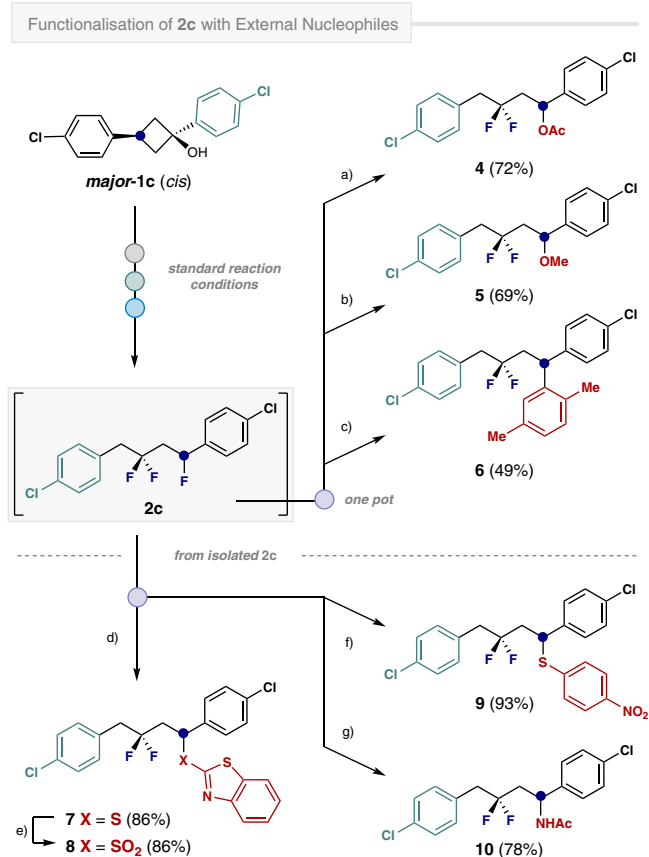 Functionalisation of 2c with External Nucleophiles
Cl
Cl
OH
major-1c (cis)
standard reaction
conditions
Cl
Cl
F
F
F
2c
one pot
a)
Cl
Cl
F
F
OAc
4 (72%)
b)
Cl
Cl
F
F
OMe
5 (69%)
c)
Cl
Cl
F
F
Me
Me
6 (49%)
from isolated 2c
d)
Cl
Cl
F
F
X
S
N
7 X = S (86%)
e)
8 X = SO2 (86%)
f)
Cl
Cl
F
F
S
NO2
9 (93%)
g)
Cl
Cl
F
F
NHAc
10 (78%)